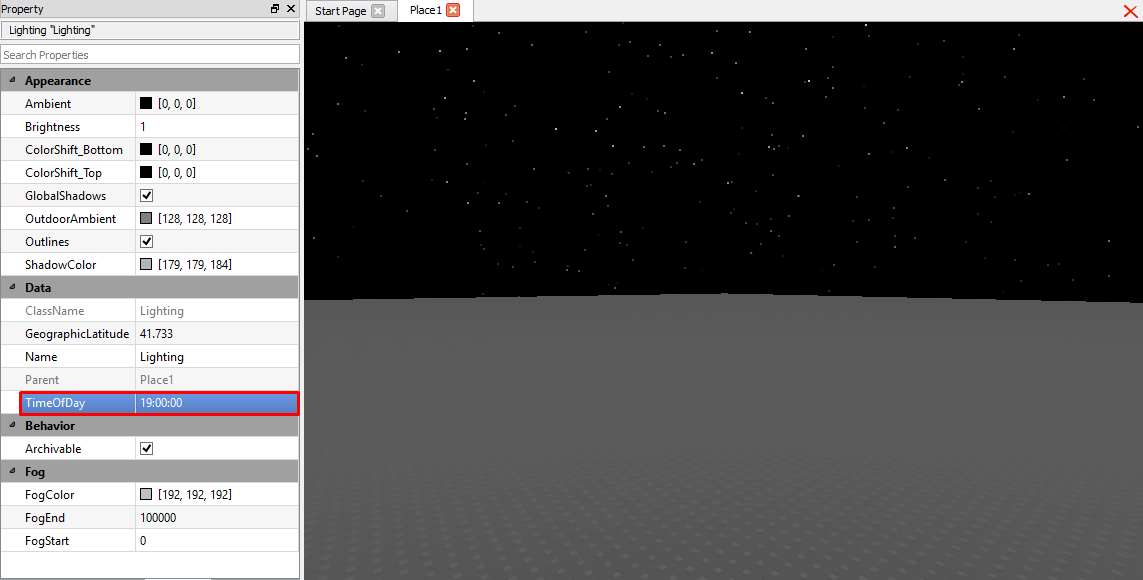 Property
Start Page
Place1
Lighting "Lighting"
Search Properties
Appearance
Ambient [0, 0, 0]
Brightness 1
ColorShift_Bottom [0, 0, 0]
ColorShift_Top [0, 0, 0]
GlobalShadows
OutdoorAmbient [128, 128, 128]
Outlines
ShadowColor [179, 179, 184]
Data
ClassName Lighting
GeographicLatitude 41.733
Name Lighting
Parent Place1
TimeOfDay 19:00:00
Behavior
Archivable
Fog
FogColor [192, 192, 192]
FogEnd 100000
FogStart 0